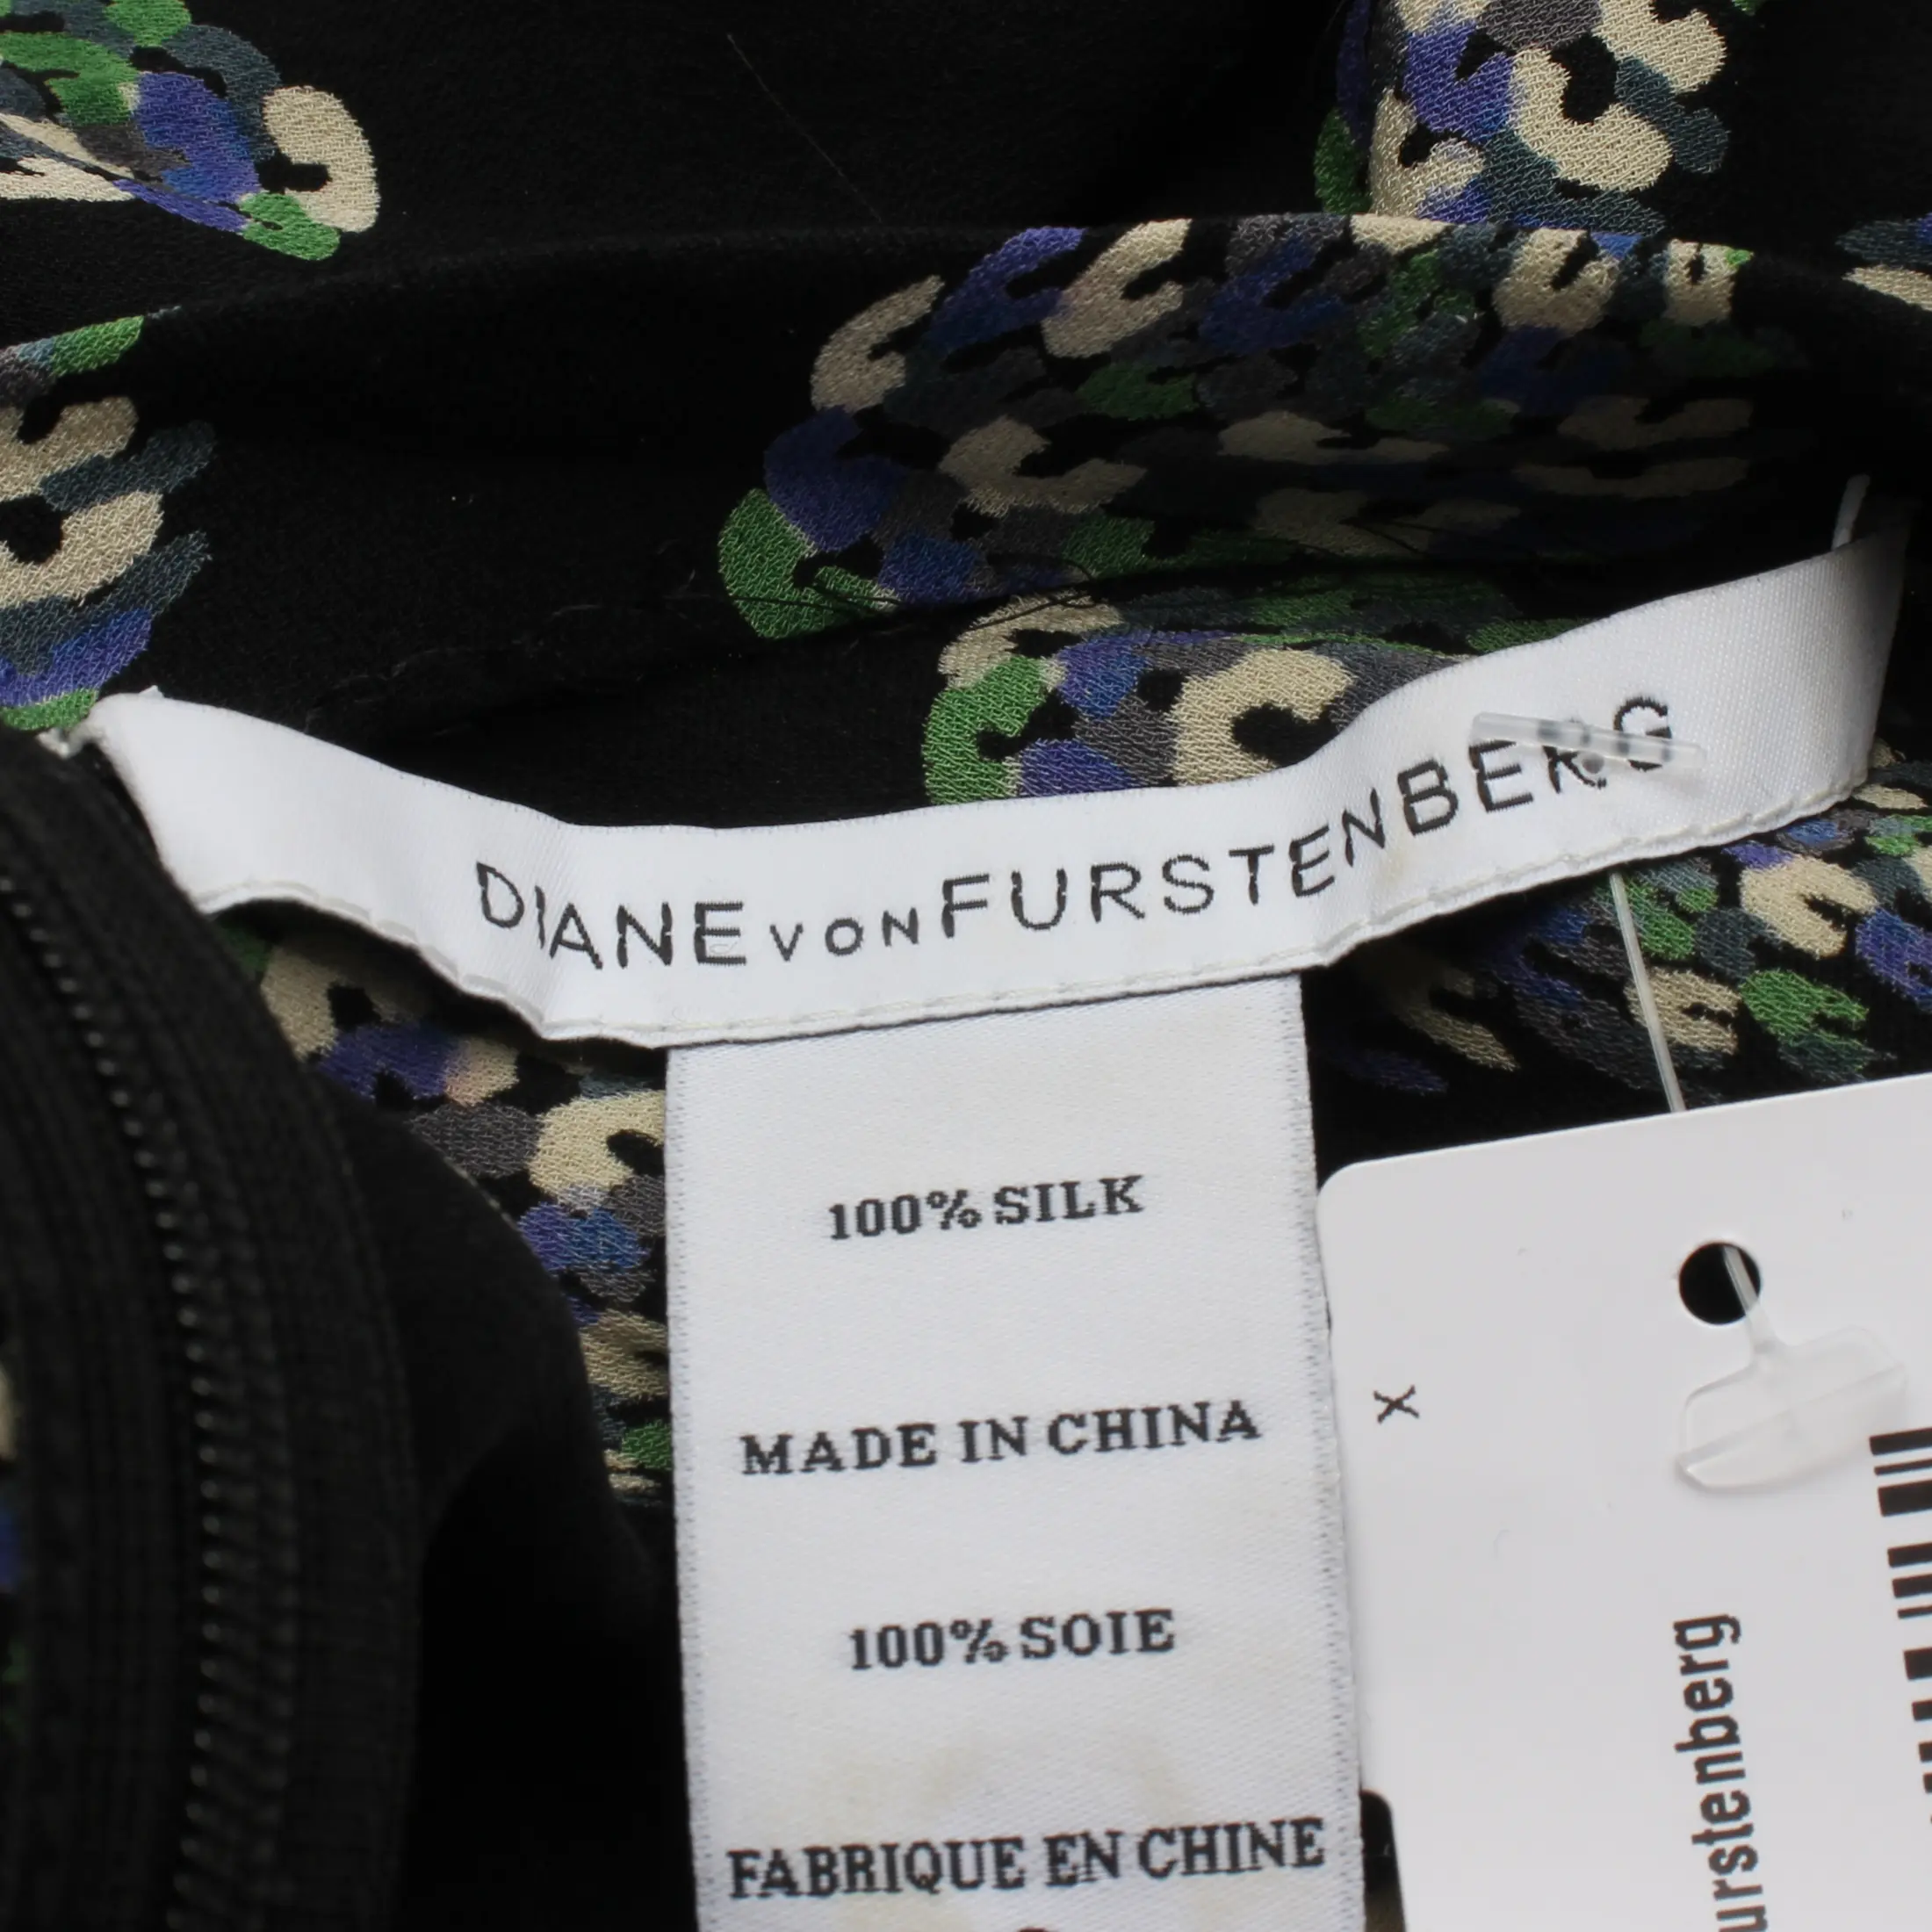 DIANE VON FURSTENBERG
100% SILK
MADE IN CHINA
100% SOIE
FABRIQUE EN CHINE
X
urstenberg